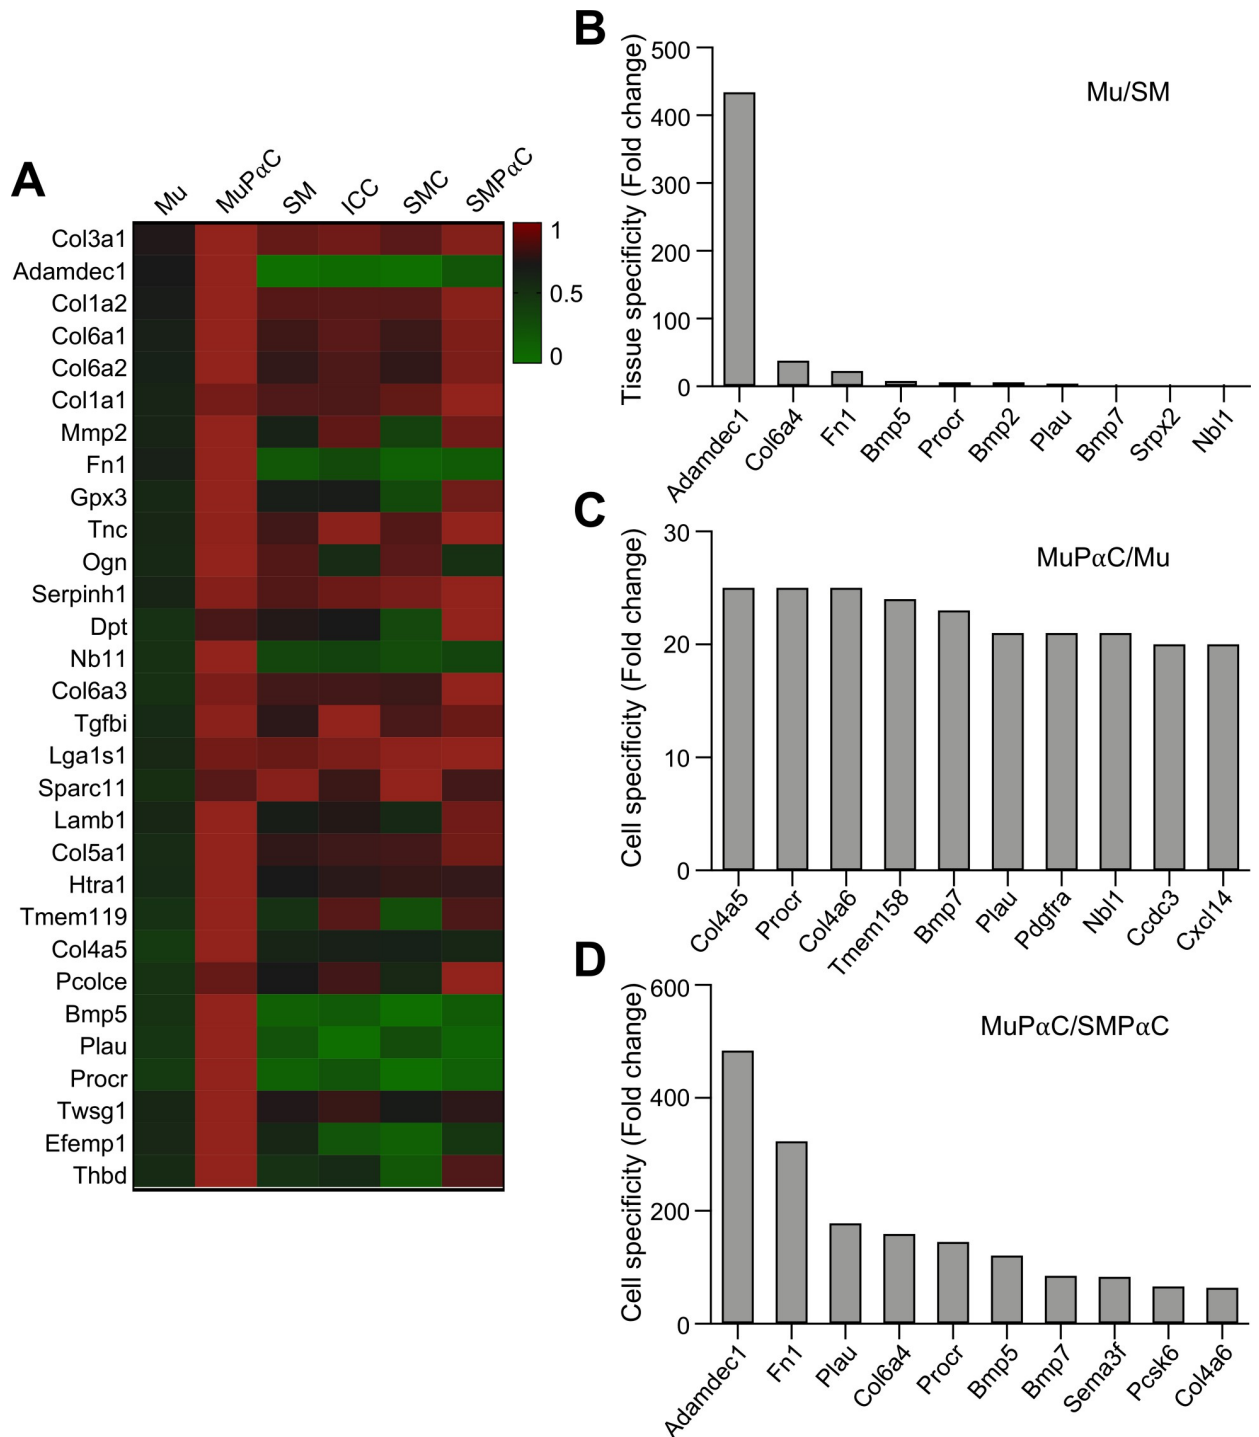 A
Mu
MuPαC
SM
ICC
SMC
SMPαC
Col3a1
Adamdec1
Col1a2
Col6a1
Col6a2
Col1a1
Mmp2
Fn1
Gpx3
Tnc
Ogn
Serpinh1
Dpt
Nb11
Col6a3
Tgfbi
Lga1s1
Sparc11
Lamb1
Col5a1
Htra1
Tmem119
Col4a5
Pcolce
Bmp5
Plau
Procr
Twsg1
Efemp1
Thbd
1
0.5
0
B
Mu/SM
Tissue specificity (Fold change)
500
400
300
200
100
0
Adamdec1
Col6a4
Fn1
Bmp5
Procr
Bmp2
Plau
Bmp7
Srpx2
Nbl1
C
MuPαC/Mu
Cell specificity (Fold change)
30
20
10
0
Col4a5
Procr
Col4a6
Tmem158
Bmp7
Plau
Pdgfra
Nbl1
Ccdc3
Cxcl14
D
MuPαC/SMPαC
Cell specificity (Fold change)
600
400
200
0
Adamdec1
Fn1
Plau
Col6a4
Procr
Bmp5
Bmp7
Sema3f
Pcsk6
Col4a6